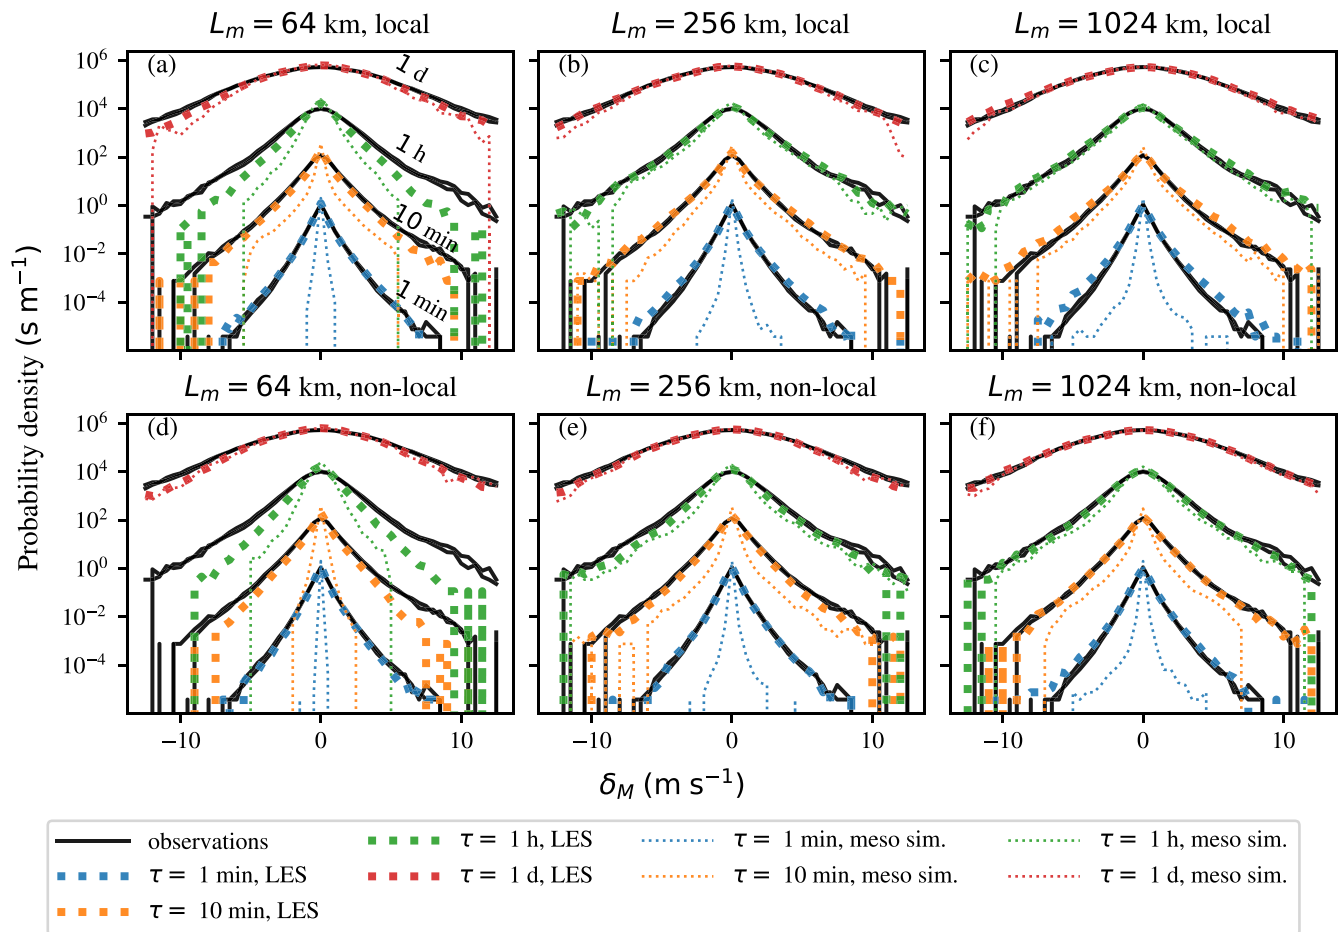 L_m = 64 km, local
L_m = 256 km, local
L_m = 1024 km, local
(a)
(b)
(c)
1 d
1 h
10 min
1 min
10^6
10^4
10^2
10^0
10^−2
10^−4
L_m = 64 km, non-local
L_m = 256 km, non-local
L_m = 1024 km, non-local
(d)
(e)
(f)
10^6
10^4
10^2
10^0
10^−2
10^−4
Probability density (s m^−1)
−10 0 10
−10 0 10
−10 0 10
δ_M (m s^−1)
observations
τ = 1 min, LES
τ = 10 min, LES
τ = 1 h, LES
τ = 1 d, LES
τ = 1 min, meso sim.
τ = 10 min, meso sim.
τ = 1 h, meso sim.
τ = 1 d, meso sim.